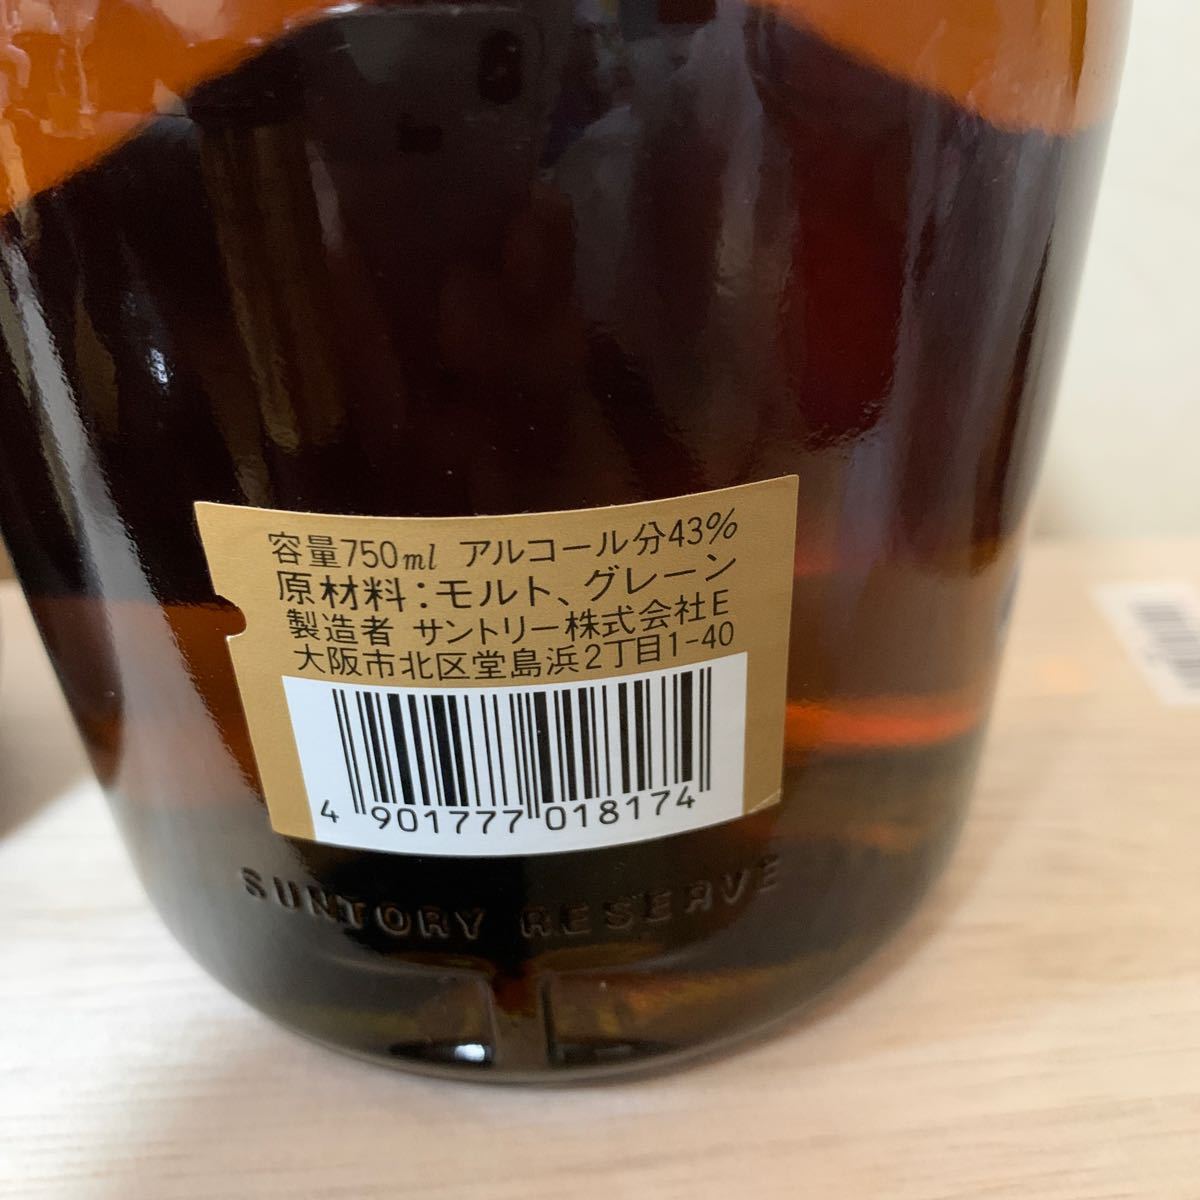 容量750ml アルコール分43%
原材料:モルト、グレーン
製造者 サントリー株式会社E
大阪市北区堂島浜2丁目1-40
4 901777 018174
SUNTORY RESERVE